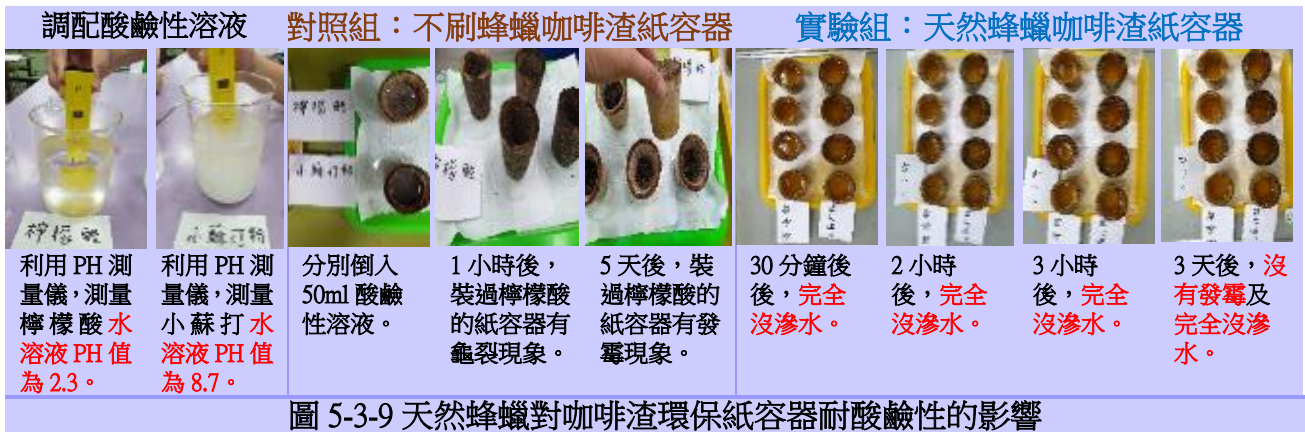 調配酸鹼性溶液
對照組：不刷蜂蠟咖啡渣紙容器
實驗組：天然蜂蠟咖啡渣紙容器
檸檬酸
小蘇打粉
檸檬酸
小蘇打粉
檸檬酸
利用 PH 測
量儀，測量
檸檬酸水
溶液 PH 值
為 2.3。
利用 PH 測
量儀，測量
小蘇打水
溶液 PH 值
為 8.7。
分別倒入
50ml 酸鹼
性溶液。
1 小時後，
裝過檸檬酸
的紙容器有
龜裂現象。
5 天後，裝
過檸檬酸的
紙容器有發
霉現象。
30 分鐘後
後，完全
沒滲水。
2 小時
後，完全
沒滲水。
3 小時
後，完全
沒滲水。
3 天後，沒
有發霉及
完全沒滲
水。
圖 5-3-9 天然蜂蠟對咖啡渣環保紙容器耐酸鹼性的影響